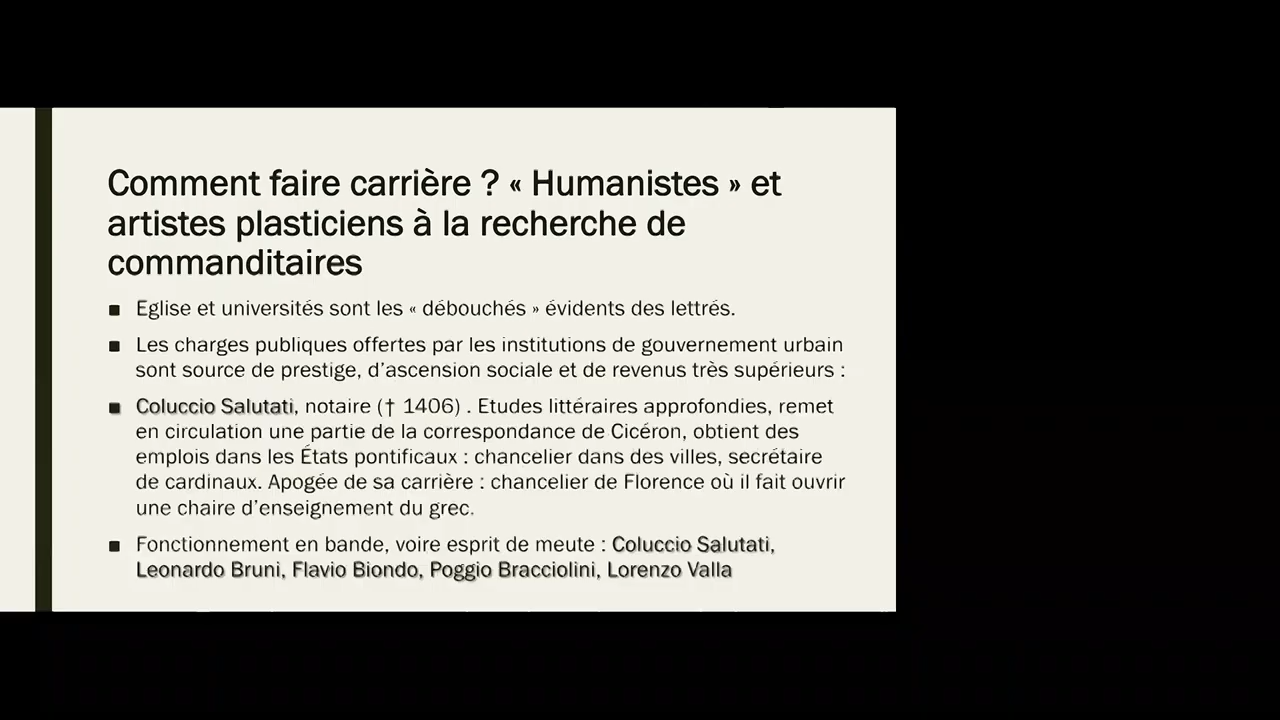 Comment faire carrière ? « Humanistes » et
artistes plasticiens à la recherche de
commanditaires
■ Eglise et universités sont les « débouchés » évidents des lettrés.
■ Les charges publiques offertes par les institutions de gouvernement urbain
sont source de prestige, d’ascension sociale et de revenus très supérieurs :
■ Coluccio Salutati, notaire († 1406) . Etudes littéraires approfondies, remet
en circulation une partie de la correspondance de Cicéron, obtient des
emplois dans les États pontificaux : chancelier dans des villes, secrétaire
de cardinaux. Apogée de sa carrière : chancelier de Florence où il fait ouvrir
une chaire d’enseignement du grec.
■ Fonctionnement en bande, voire esprit de meute : Coluccio Salutati,
Leonardo Bruni, Flavio Biondo, Poggio Bracciolini, Lorenzo Valla